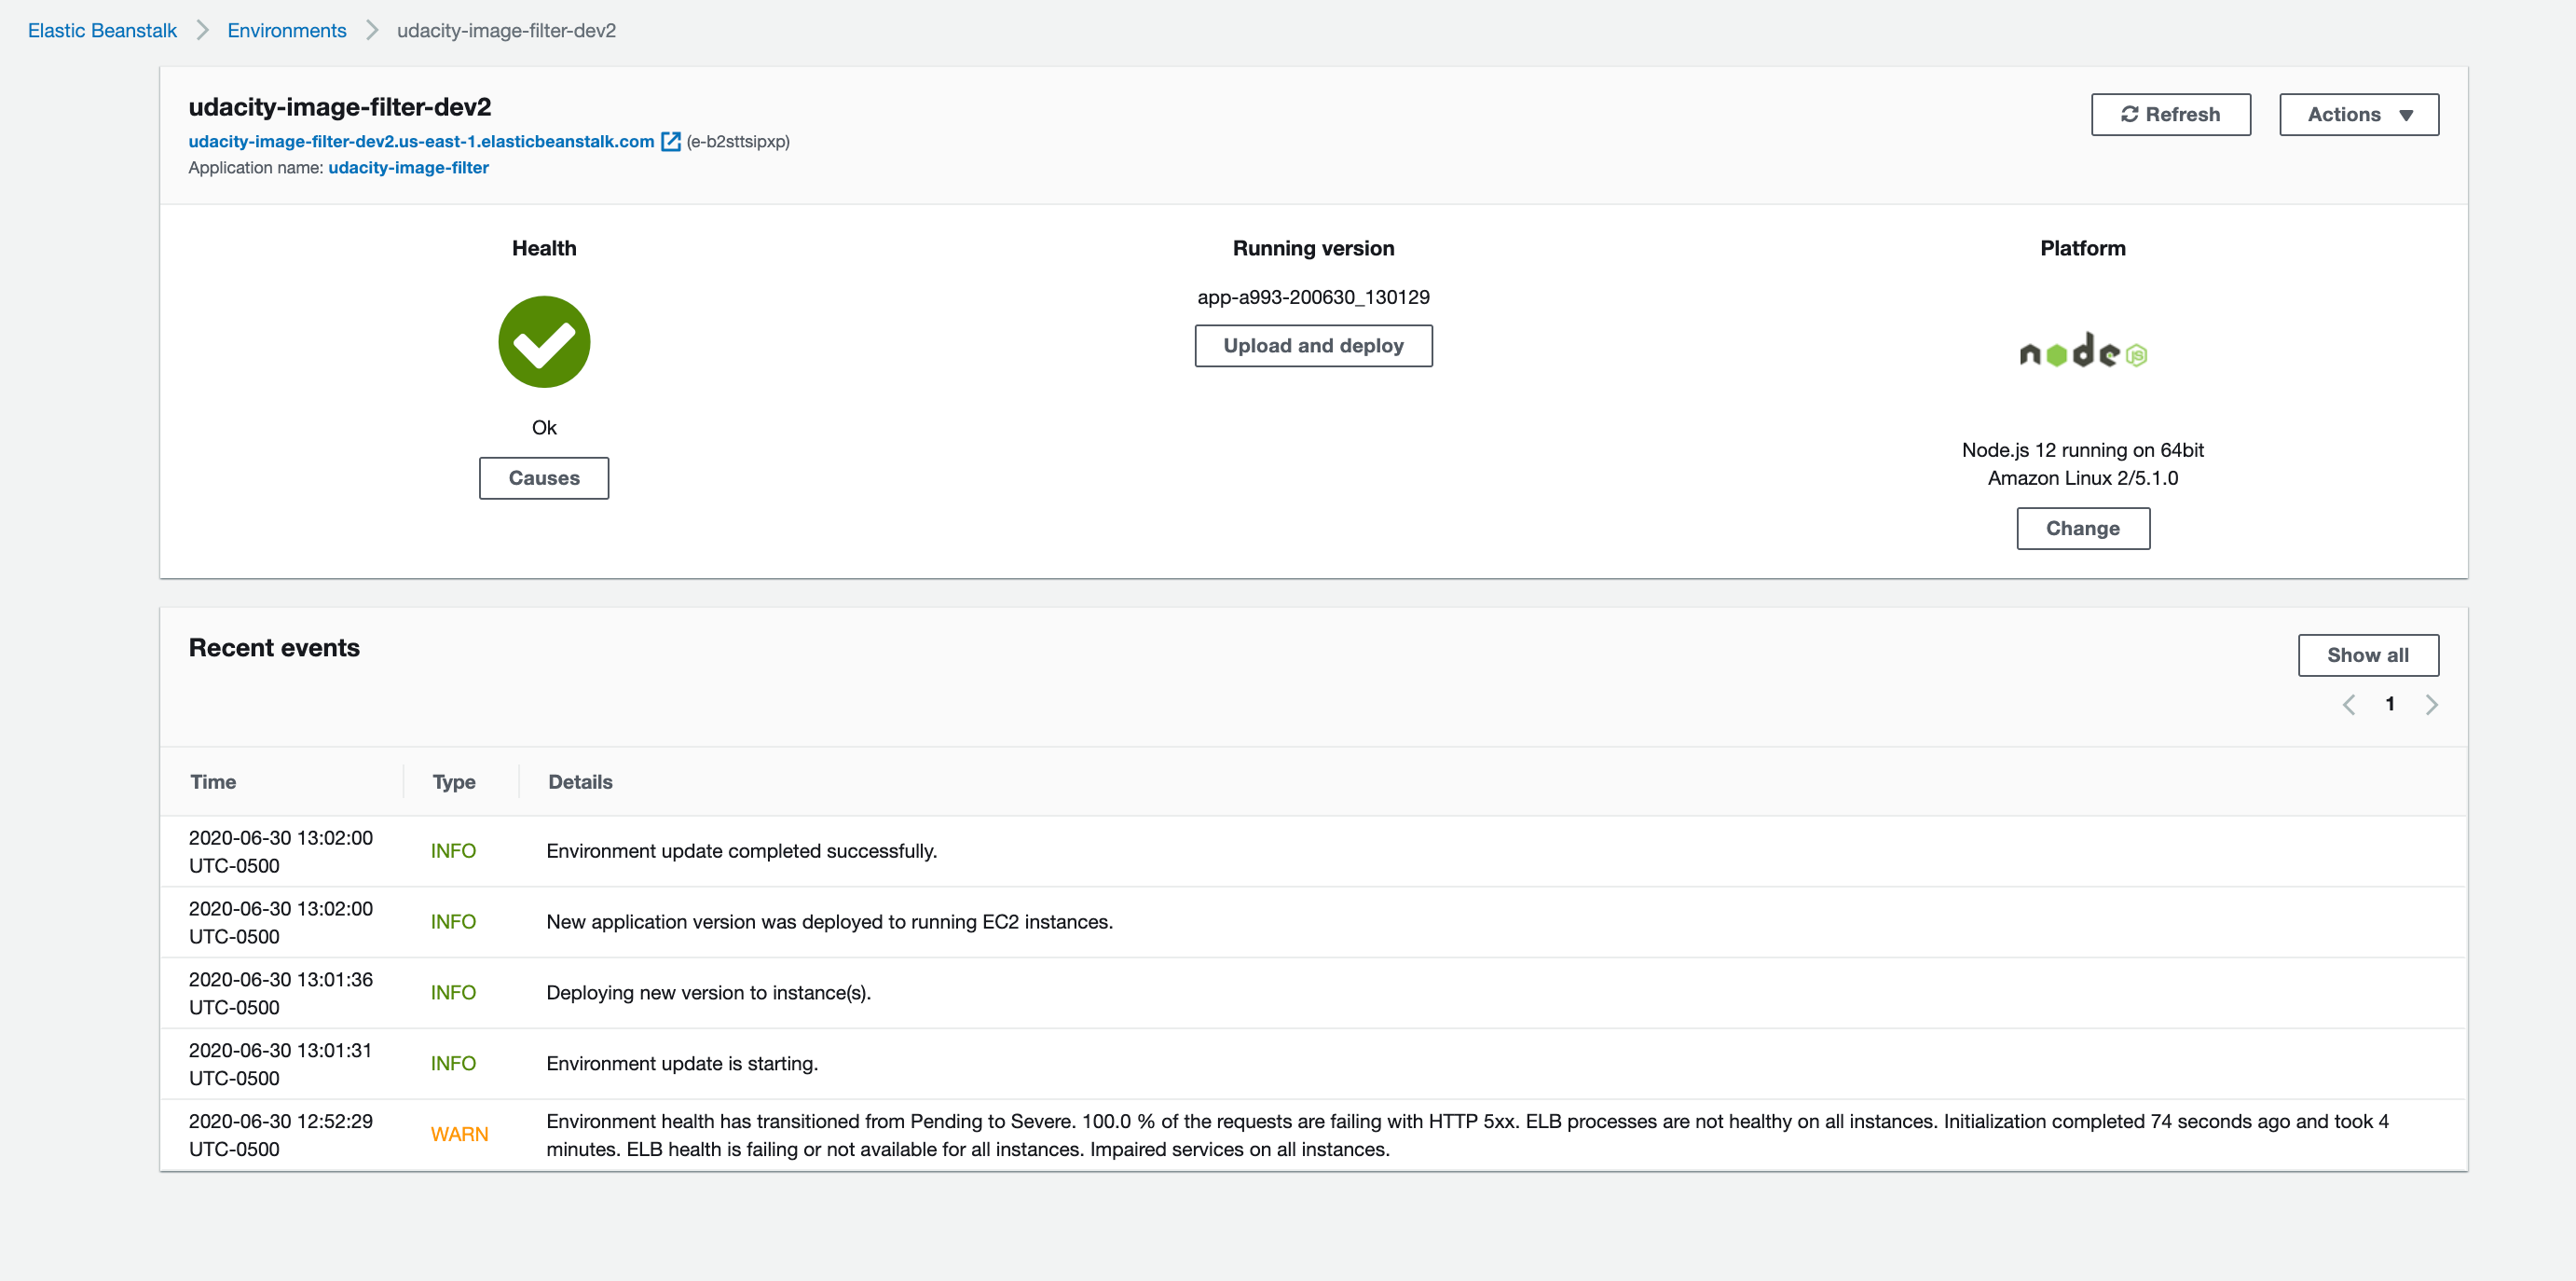 Elastic Beanstalk > Environments > udacity-image-filter-dev2
udacity-image-filter-dev2
udacity-image-filter-dev2.us-east-1.elasticbeanstalk.com (e-b2sttsipxp)
Application name: udacity-image-filter
Refresh
Actions
Health
Ok
Causes
Running version
app-a993-200630_130129
Upload and deploy
Platform
node JS
Node.js 12 running on 64bit
Amazon Linux 2/5.1.0
Change
Recent events
Show all
< 1 >
Time Type Details
2020-06-30 13:02:00
UTC-0500
INFO
Environment update completed successfully.
2020-06-30 13:02:00
UTC-0500
INFO
New application version was deployed to running EC2 instances.
2020-06-30 13:01:36
UTC-0500
INFO
Deploying new version to instance(s).
2020-06-30 13:01:31
UTC-0500
INFO
Environment update is starting.
2020-06-30 12:52:29
UTC-0500
WARN
Environment health has transitioned from Pending to Severe. 100.0 % of the requests are failing with HTTP 5xx. ELB processes are not healthy on all instances. Initialization completed 74 seconds ago and took 4
minutes. ELB health is failing or not available for all instances. Impaired services on all instances.